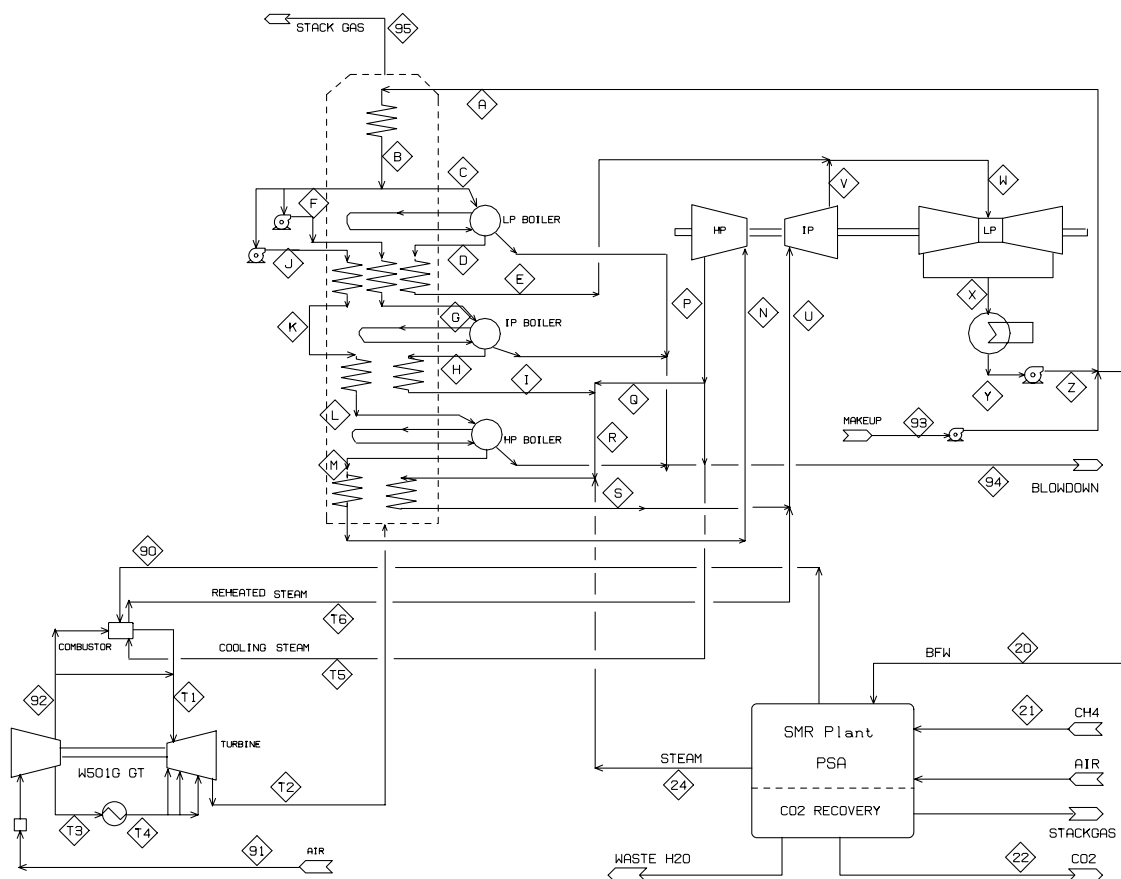 STACK GAS
95
A
B
C
F
V
W
LP BOILER
HP
IP
LP
D
J
E
P
N
U
X
K
G
IP BOILER
H
I
Q
Y
Z
L
R
MAKEUP
93
HP BOILER
M
S
94
BLOWDOWN
90
REHEATED STEAM
T6
COMBUSTOR
COOLING STEAM
T5
BFW
20
92
T1
21
CH4
SMR Plant
TURBINE
PSA
STEAM
AIR
W501G GT
24
T2
CO2 RECOVERY
T3
T4
STACKGAS
91
AIR
WASTE H2O
22
CO2